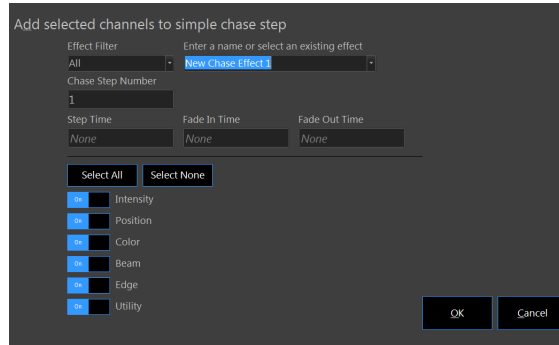 Add selected channels to simple chase step
Effect Filter Enter a name or select an existing effect
All New Chase Effect 1
Chase Step Number
1
Step Time Fade In Time Fade Out Time
None None None
Select All Select None
On Intensity
On Position
On Color
On Beam
On Edge
On Utility
OK Cancel